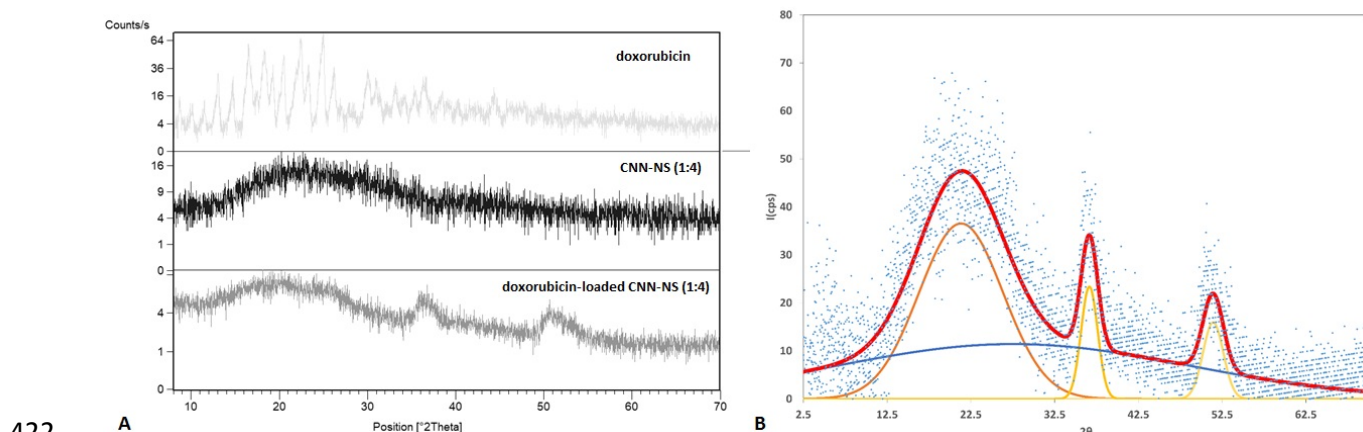 Counts/s
64
36
16
4
0
doxorubicin
16
9
4
1
0
CNN-NS (1:4)
4
1
0
doxorubicin-loaded CNN-NS (1:4)
10 20 30 40 50 60 70
Position [°2Theta]
422
A
80
70
60
50
40
30
20
10
0
I(cps)
2.5 12.5 22.5 32.5 42.5 52.5 62.5
2θ
B